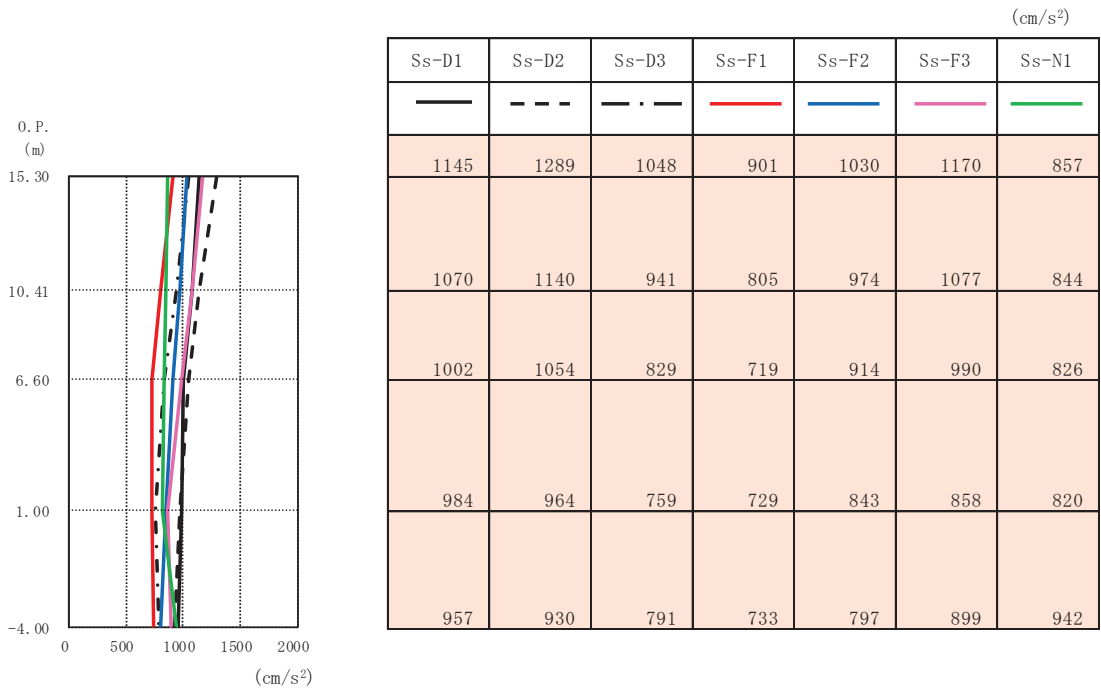 (cm/s²)
Ss-D1 Ss-D2 Ss-D3 Ss-F1 Ss-F2 Ss-F3 Ss-N1
O.P.
(m)
1145 1289 1048 901 1030 1170 857
15.30
1070 1140 941 805 974 1077 844
10.41
1002 1054 829 719 914 990 826
6.60
984 964 759 729 843 858 820
1.00
957 930 791 733 797 899 942
-4.00
0 500 1000 1500 2000
(cm/s²)